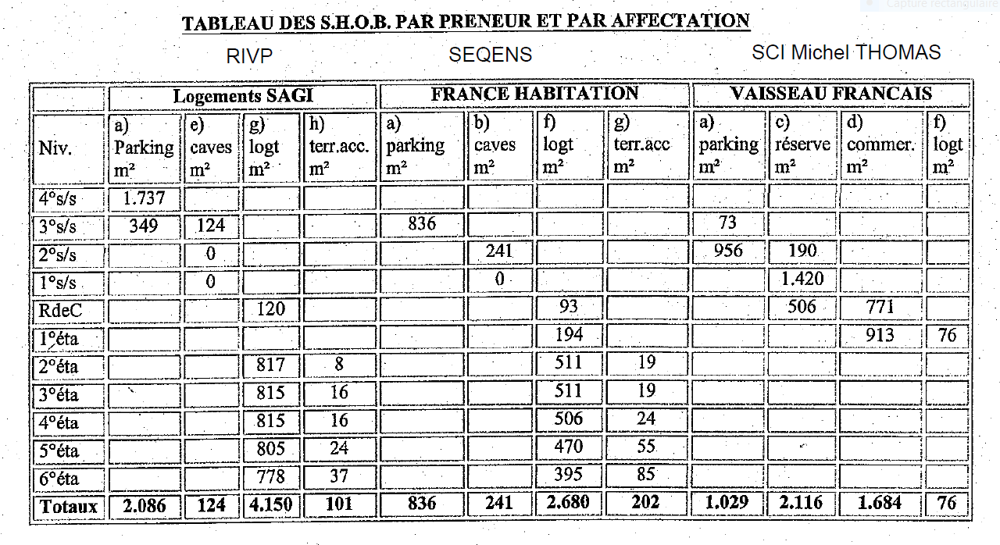 Capture rectangulaire
TABLEAU DES S.H.O.B. PAR PRENEUR ET PAR AFFECTATION
RIVP SEQENS SCI Michel THOMAS
Logements SAGI FRANCE HABITATION VAISSEAU FRANCAIS
Niv. a) Parking m² e) caves m² g) logt m² h) terr.acc. m² a) parking m² b) caves m² f) logt m² g) terr.acc m² a) parking m² c) réserve m² d) commer. m² f) logt m²
4°s/s 1.737
3°s/s 349 124 836 73
2°s/s 0 241 956 190
1°s/s 0 0 1.420
RdeC 120 93 506 771
1°éta 194 913 76
2°éta 817 8 511 19
3°éta 815 16 511 19
4°éta 815 16 506 24
5°éta 805 24 470 55
6°éta 778 37 395 85
Totaux 2.086 124 4.150 101 836 241 2.680 202 1.029 2.116 1.684 76